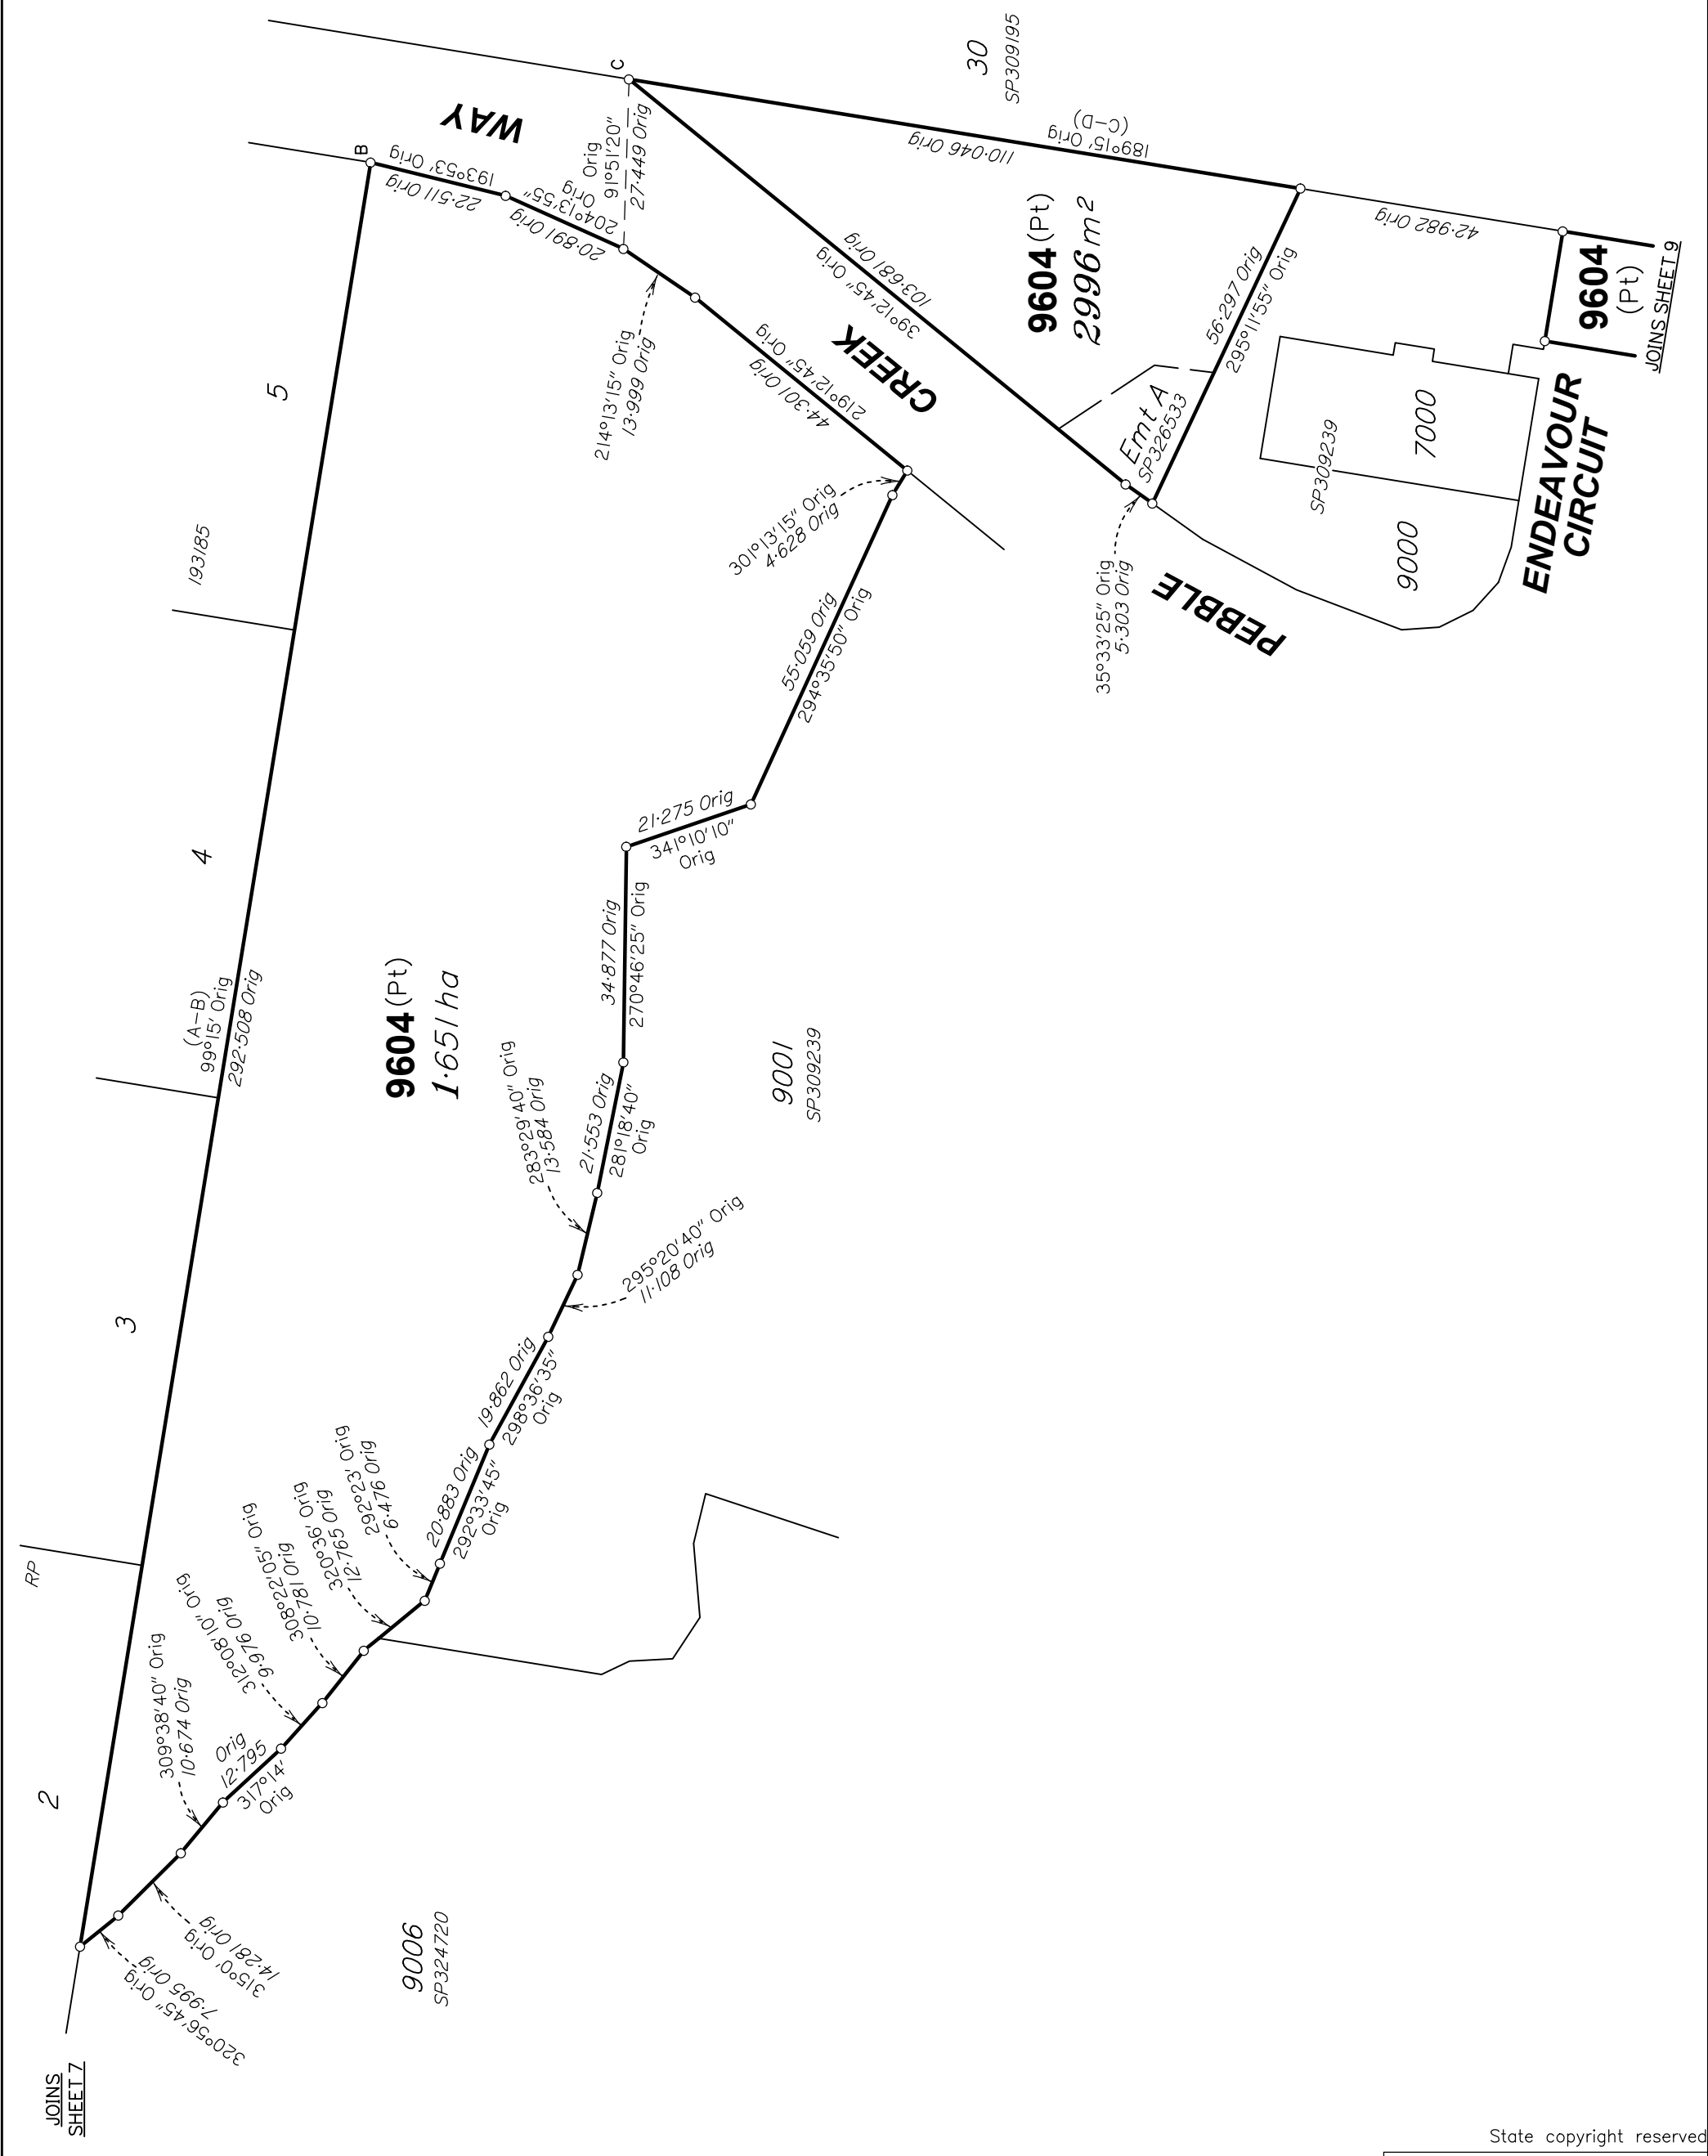 JOINS
SHEET 7
2
RP
3
4
193185
5
(A-B)
99°15' Orig
292·508 Orig
B
C
WAY
193°53' Orig
22·511 Orig
204°13'55"
Orig
20·891 Orig
91°51'20"
Orig
27·449 Orig
30
SP309195
110·046 Orig
189°15' Orig
(C-D)
214°13'15" Orig
13·999 Orig
219°12'45" Orig
44·301 Orig
CREEK
103·681 Orig
39°12'45" Orig
9604 (Pt)
2996 m²
42·982 Orig
56·297 Orig
295°11'55" Orig
9604
(Pt)
JOINS SHEET 9
Emt A
SP326533
301°13'15" Orig
4·628 Orig
35°33'25" Orig
5·303 Orig
PEBBLE
SP309239
7000
9000
ENDEAVOUR
CIRCUIT
55·059 Orig
294°35'50" Orig
21·275 Orig
341°10'10"
Orig
34·877 Orig
270°46'25" Orig
9604 (Pt)
1·651 ha
9001
SP309239
21·553 Orig
281°18'40"
Orig
283°29'40" Orig
13·584 Orig
295°20'40" Orig
11·108 Orig
19·862 Orig
298°36'35"
Orig
20·883 Orig
292°33'45"
Orig
292°23' Orig
6·476 Orig
320°36' Orig
12·765 Orig
308°22'05" Orig
10·781 Orig
312°08'10" Orig
9·976 Orig
Orig
12·795
317°14'
Orig
309°38'40" Orig
10·674 Orig
315°0' Orig
14·281 Orig
320°56'45" Orig
7·995 Orig
9006
SP324720
State copyright reserved